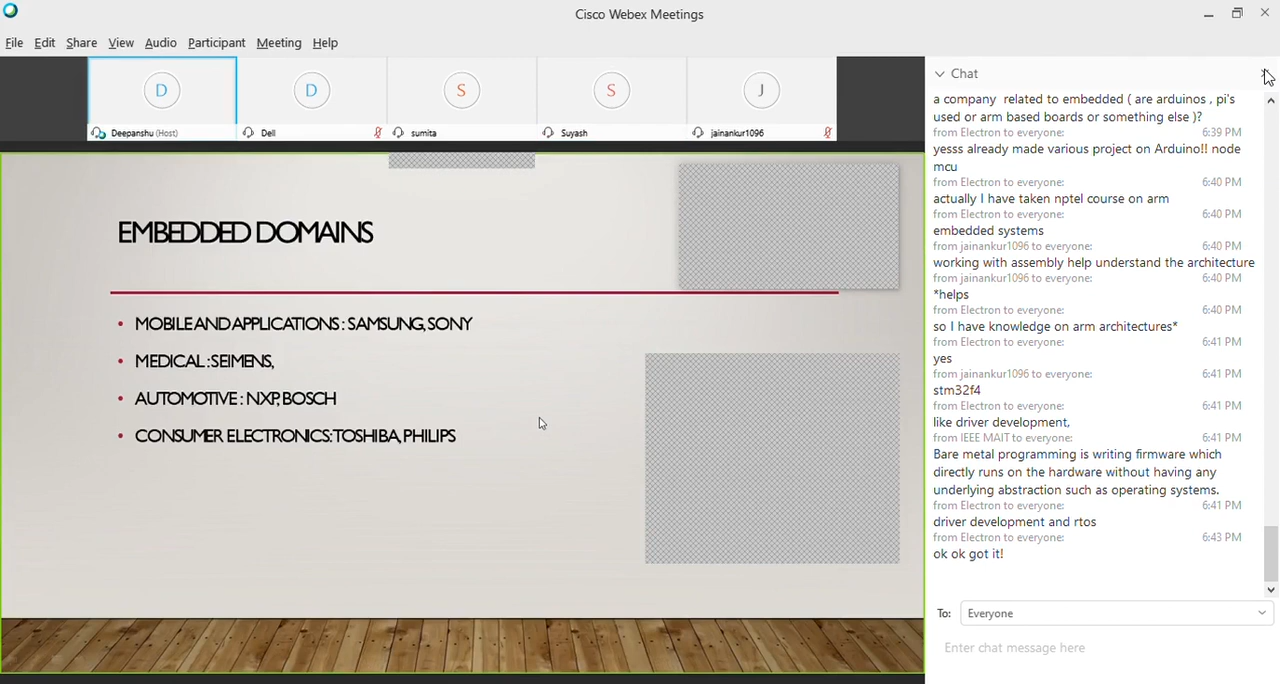 Cisco Webex Meetings
File Edit Share View Audio Participant Meeting Help
D D S S J
Deepanshu (Host) Dell sumita Suyash jainankur1096
EMBEDDED DOMAINS
• MOBILE AND APPLICATIONS : SAMSUNG, SONY
• MEDICAL : SEIMENS,
• AUTOMOTIVE : NXP, BOSCH
• CONSUMER ELECTRONICS: TOSHIBA, PHILIPS
Chat
a company related to embedded ( are arduinos , pi's
used or arm based boards or something else )?
from Electron to everyone: 6:39 PM
yesss already made various project on Arduino!! node
mcu
from Electron to everyone: 6:40 PM
actually I have taken nptel course on arm
from Electron to everyone: 6:40 PM
embedded systems
from jainankur1096 to everyone: 6:40 PM
working with assembly help understand the architecture
from jainankur1096 to everyone: 6:40 PM
*helps
from Electron to everyone: 6:40 PM
so I have knowledge on arm architectures*
from Electron to everyone: 6:41 PM
yes
from jainankur1096 to everyone: 6:41 PM
stm32f4
from Electron to everyone: 6:41 PM
like driver development,
from IEEE MAIT to everyone: 6:41 PM
Bare metal programming is writing firmware which
directly runs on the hardware without having any
underlying abstraction such as operating systems.
from Electron to everyone: 6:41 PM
driver development and rtos
from Electron to everyone: 6:43 PM
ok ok got it!
To: Everyone
Enter chat message here